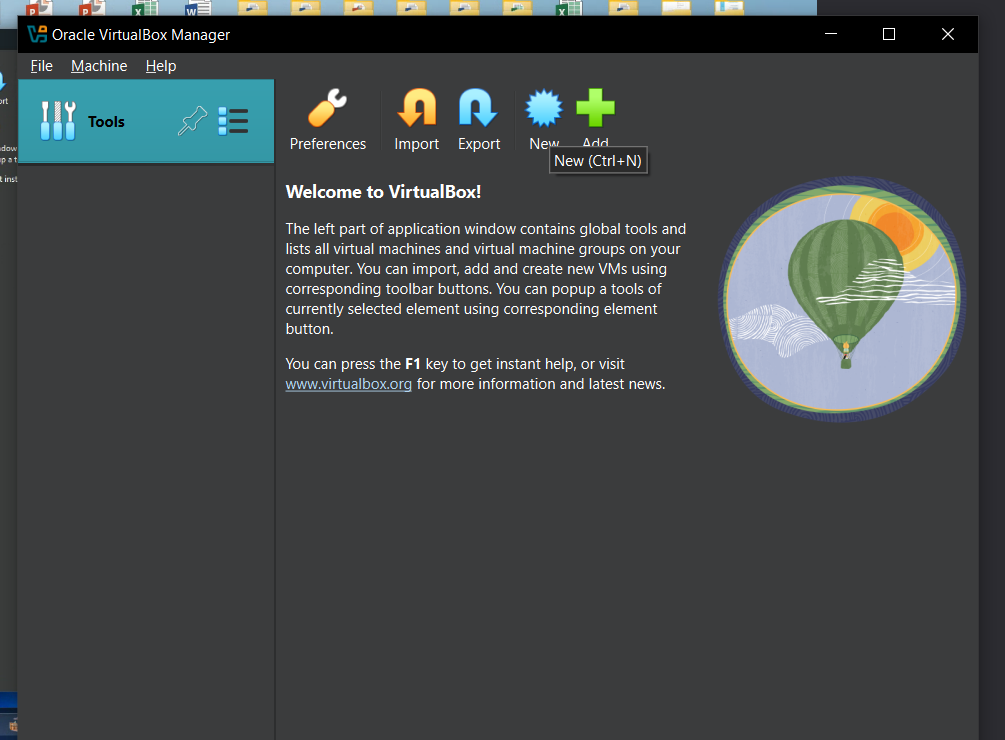 Oracle VirtualBox Manager
File Machine Help
Tools
Preferences Import Export New Add
New (Ctrl+N)
Welcome to VirtualBox!
The left part of application window contains global tools and
lists all virtual machines and virtual machine groups on your
computer. You can import, add and create new VMs using
corresponding toolbar buttons. You can popup a tools of
currently selected element using corresponding element
button.
You can press the F1 key to get instant help, or visit
www.virtualbox.org for more information and latest news.